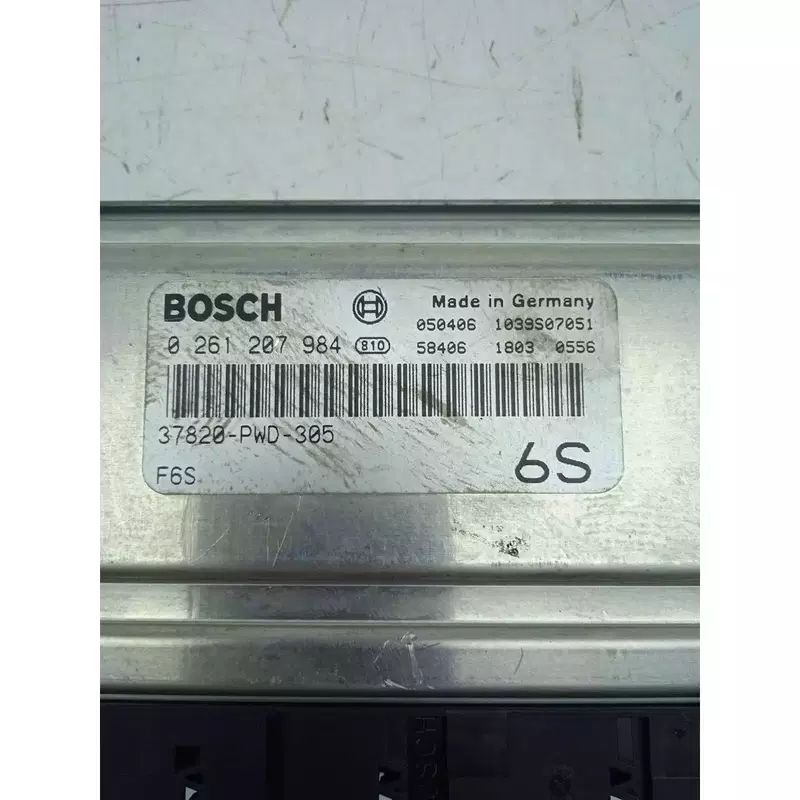 BOSCH
Made in Germany
050406 1039S07051
0 261 207 984 810
58406 1803 0556
37820-PWD-305
F6S
6S